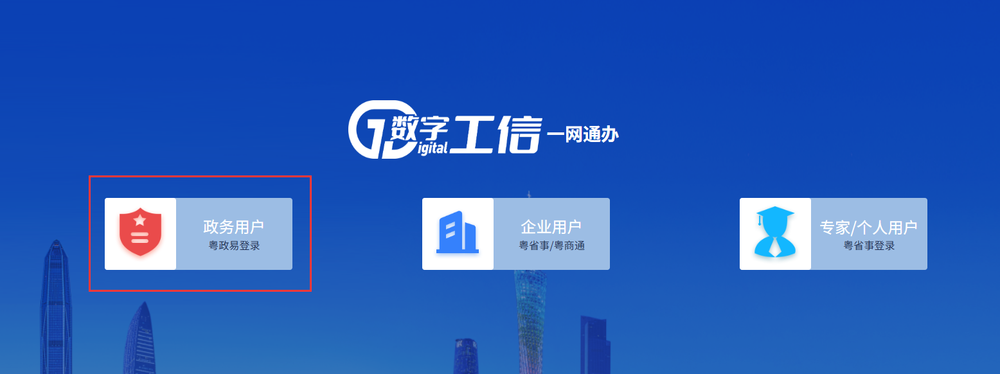 数字工信 一网通办
igital
政务用户
粤政易登录
企业用户
粤省事/粤商通
专家/个人用户
粤省事登录